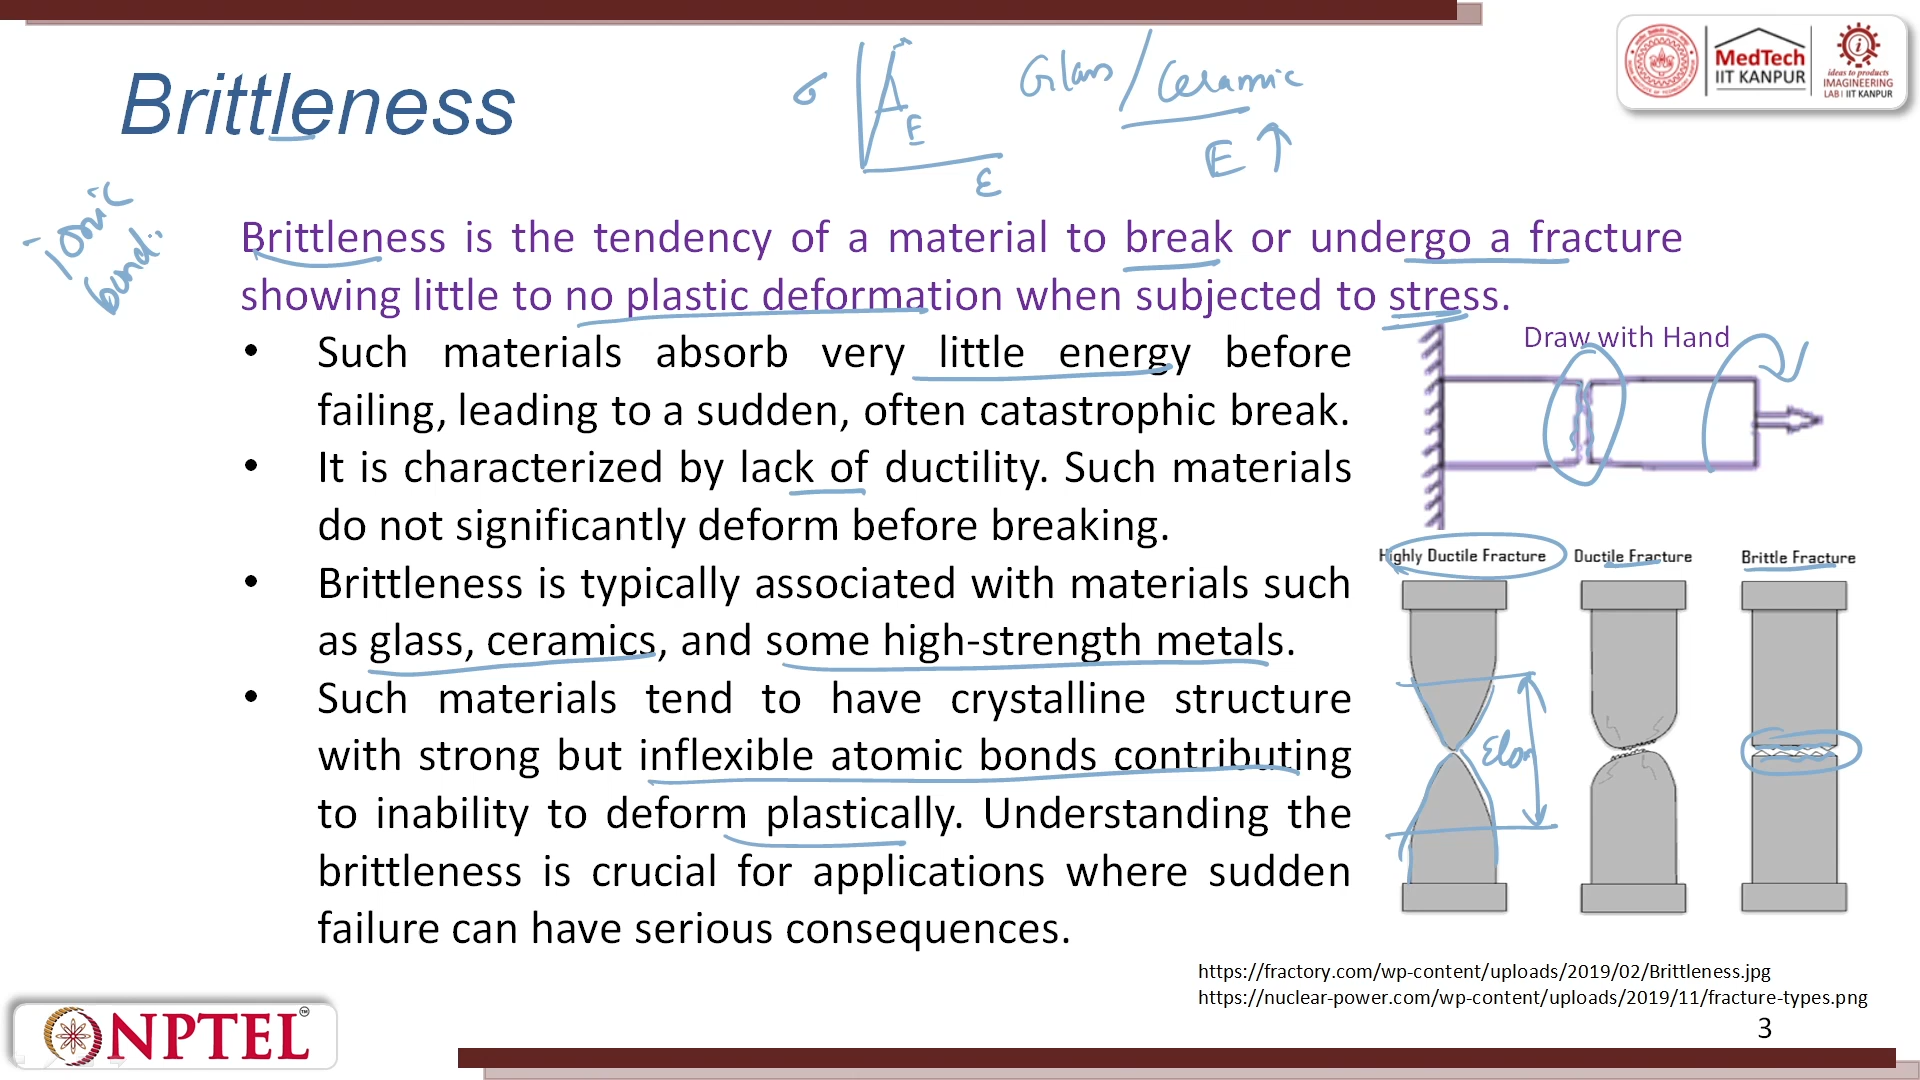 Brittleness
σ
E
ε
Glass / Ceramic
E ↑
MedTech
IIT KANPUR
ideas to products
IMAGINEERING
LAB | IIT KANPUR
ionic
bond.
Brittleness is the tendency of a material to break or undergo a fracture
showing little to no plastic deformation when subjected to stress.
• Such materials absorb very little energy before
failing, leading to a sudden, often catastrophic break.
• It is characterized by lack of ductility. Such materials
do not significantly deform before breaking.
• Brittleness is typically associated with materials such
as glass, ceramics, and some high-strength metals.
• Such materials tend to have crystalline structure
with strong but inflexible atomic bonds contributing
to inability to deform plastically. Understanding the
brittleness is crucial for applications where sudden
failure can have serious consequences.
Draw with Hand
Highly Ductile Fracture
Ductile Fracture
Brittle Fracture
Elon
https://fractory.com/wp-content/uploads/2019/02/Brittleness.jpg
https://nuclear-power.com/wp-content/uploads/2019/11/fracture-types.png
3
NPTEL